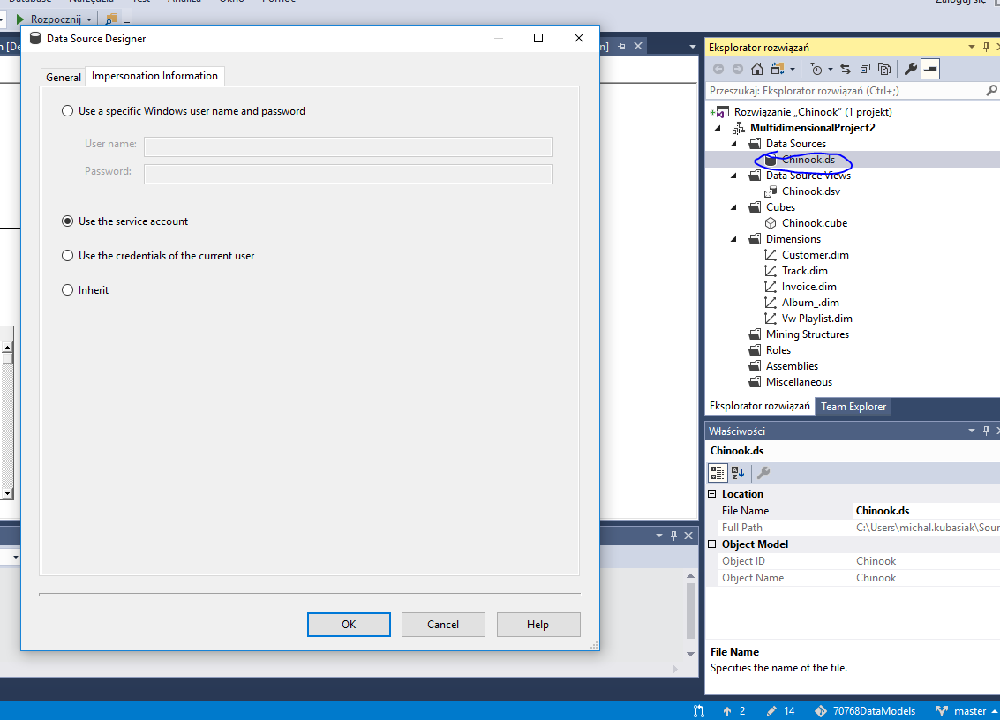 Rozpocznij
Data Source Designer
General
Impersonation Information
Use a specific Windows user name and password
User name:
Password:
Use the service account
Use the credentials of the current user
Inherit
OK
Cancel
Help
Eksplorator rozwiązań
Przeszukaj: Eksplorator rozwiązań (Ctrl+;)
Rozwiązanie „Chinook” (1 projekt)
MultidimensionalProject2
Data Sources
Chinook.ds
Data Source Views
Chinook.dsv
Cubes
Chinook.cube
Dimensions
Customer.dim
Track.dim
Invoice.dim
Album_.dim
Vw Playlist.dim
Mining Structures
Roles
Assemblies
Miscellaneous
Eksplorator rozwiązań Team Explorer
Właściwości
Chinook.ds
Location
File Name Chinook.ds
Full Path C:\Users\michal.kubasiak\Sour
Object Model
Object ID Chinook
Object Name Chinook
File Name
Specifies the name of the file.
2 14 70768DataModels master